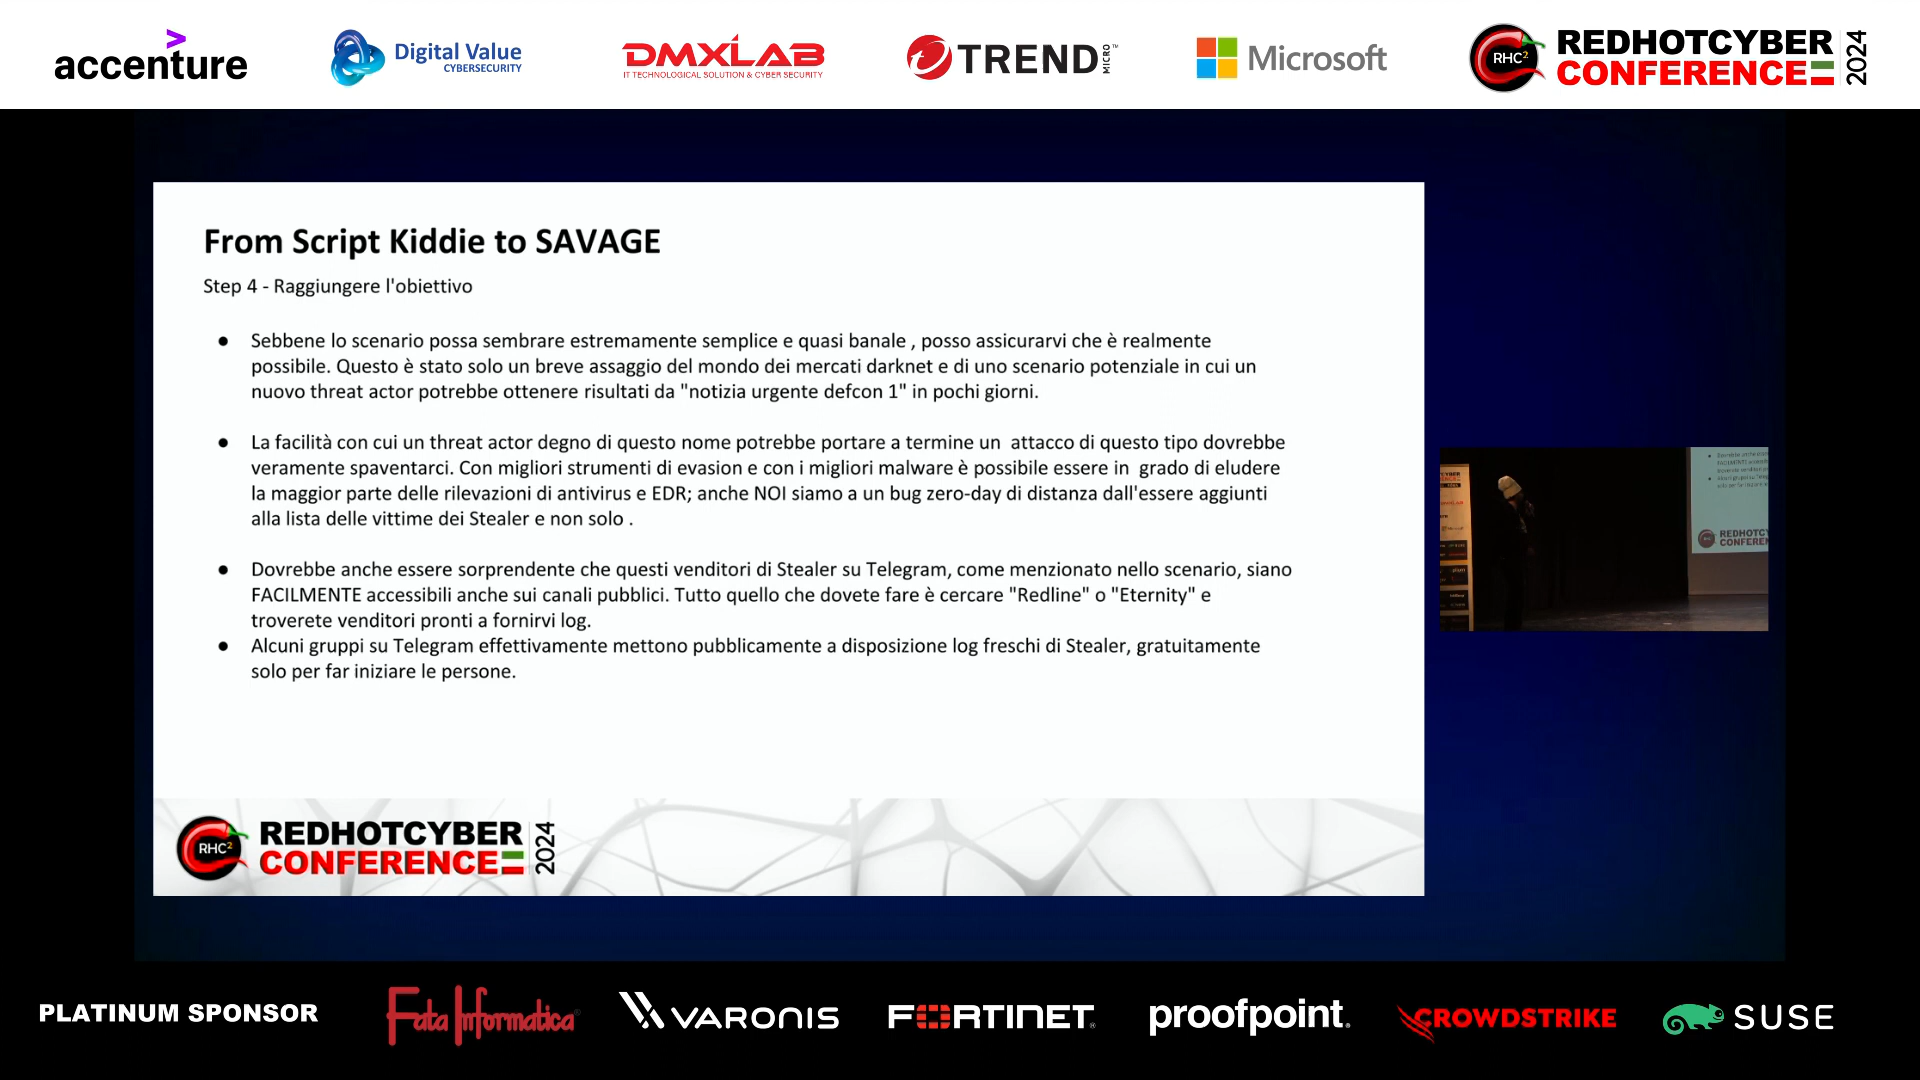 accenture
Digital Value
CYBERSECURITY
DMXLAB
IT TECHNOLOGICAL SOLUTION & CYBER SECURITY
TREND MICRO™
Microsoft
RHC²
REDHOTCYBER
CONFERENCE
2024
From Script Kiddie to SAVAGE
Step 4 - Raggiungere l'obiettivo
● Sebbene lo scenario possa sembrare estremamente semplice e quasi banale , posso assicurarvi che è realmente
possibile. Questo è stato solo un breve assaggio del mondo dei mercati darknet e di uno scenario potenziale in cui un
nuovo threat actor potrebbe ottenere risultati da "notizia urgente defcon 1" in pochi giorni.
● La facilità con cui un threat actor degno di questo nome potrebbe portare a termine un attacco di questo tipo dovrebbe
veramente spaventarci. Con migliori strumenti di evasion e con i migliori malware è possibile essere in grado di eludere
la maggior parte delle rilevazioni di antivirus e EDR; anche NOI siamo a un bug zero-day di distanza dall'essere aggiunti
alla lista delle vittime dei Stealer e non solo .
● Dovrebbe anche essere sorprendente che questi venditori di Stealer su Telegram, come menzionato nello scenario, siano
FACILMENTE accessibili anche sui canali pubblici. Tutto quello che dovete fare è cercare "Redline" o "Eternity" e
troverete venditori pronti a fornirvi log.
● Alcuni gruppi su Telegram effettivamente mettono pubblicamente a disposizione log freschi di Stealer, gratuitamente
solo per far iniziare le persone.
RHC²
REDHOTCYBER
CONFERENCE
2024
REDHOTCY
CONFEREN
PLATINUM SPONSOR
Fata Informatica
VARONIS
FORTINET®
proofpoint.
CROWDSTRIKE
SUSE